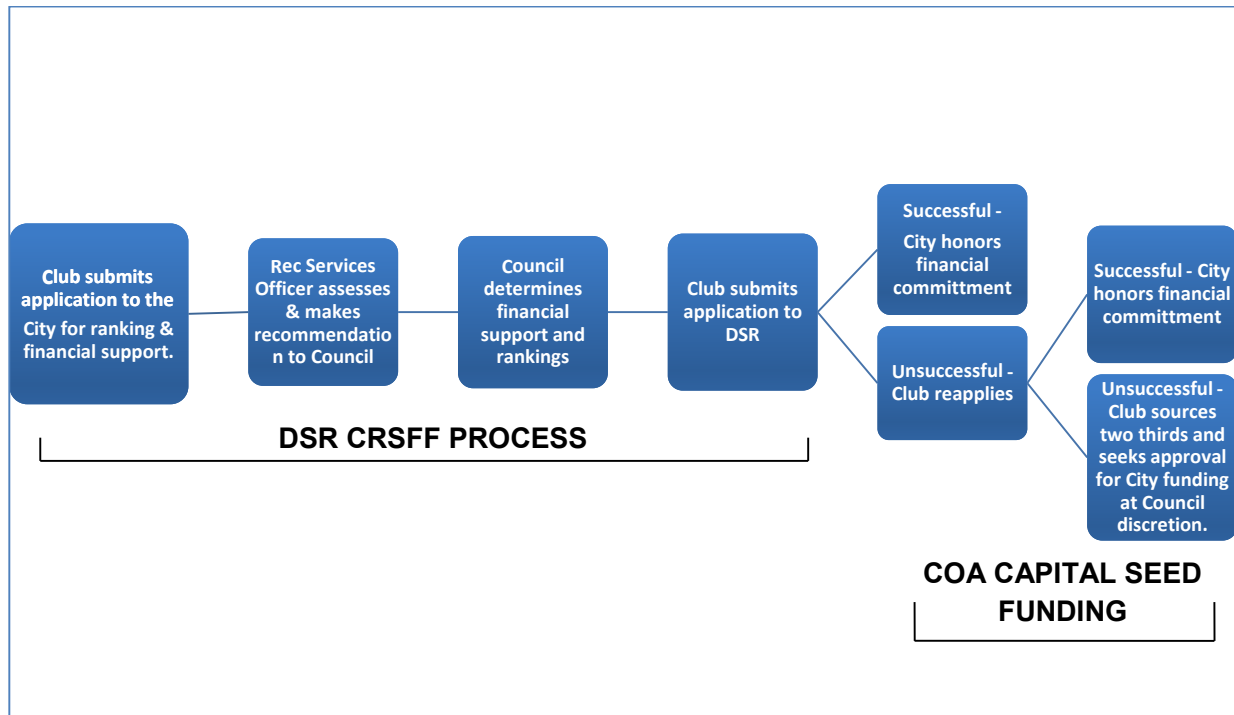 Club submits
application to the
City for ranking &
financial support.
Rec Services
Officer assesses
& makes
recommendatio
n to Council
Council
determines
financial
support and
rankings
Club submits
application to
DSR
Successful -
City honors
financial
committment
Unsuccessful -
Club reapplies
Successful - City
honors financial
committment
Unsuccessful -
Club sources
two thirds and
seeks approval
for City funding
at Council
discretion.
DSR CRSFF PROCESS
COA CAPITAL SEED
FUNDING